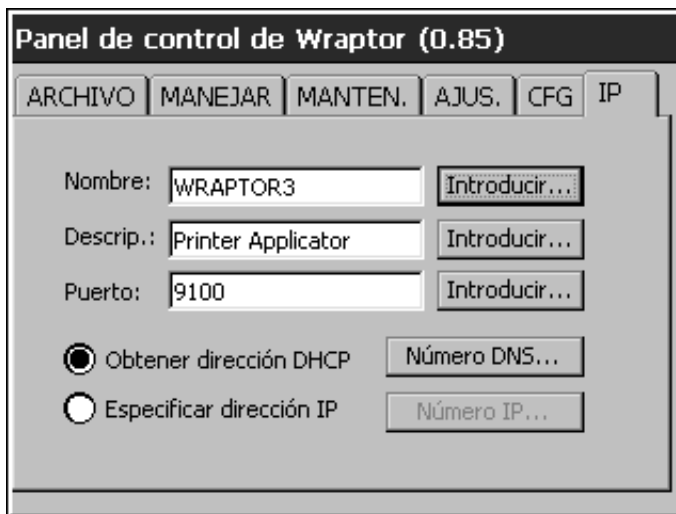 Panel de control de Wraptor (0.85)
ARCHIVO MANEJAR MANTEN. AJUS. CFG IP
Nombre: WRAPTOR3 Introducir...
Descrip.: Printer Applicator Introducir...
Puerto: 9100 Introducir...
Obtener dirección DHCP Número DNS...
Especificar dirección IP Número IP...